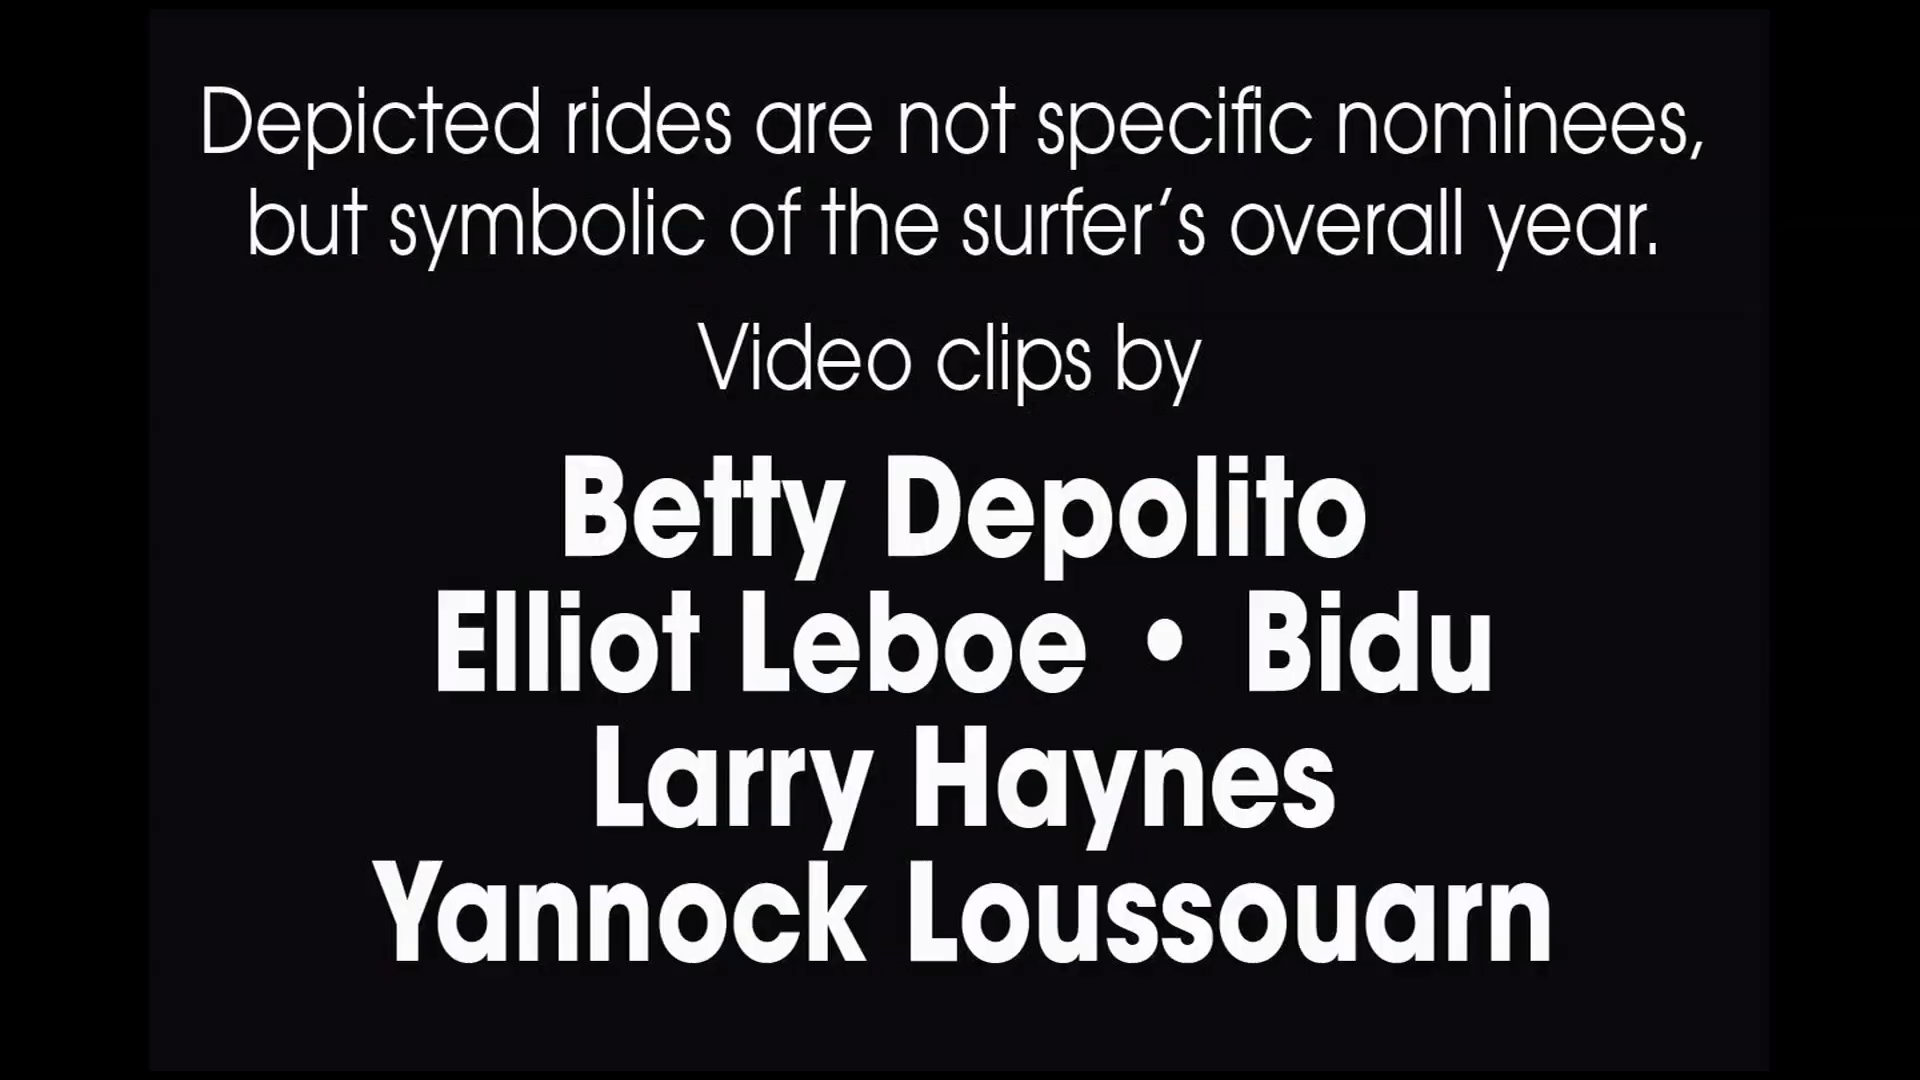 Depicted rides are not specific nominees,
but symbolic of the surfer’s overall year.
Video clips by
Betty Depolito
Elliot Leboe • Bidu
Larry Haynes
Yannock Loussouarn